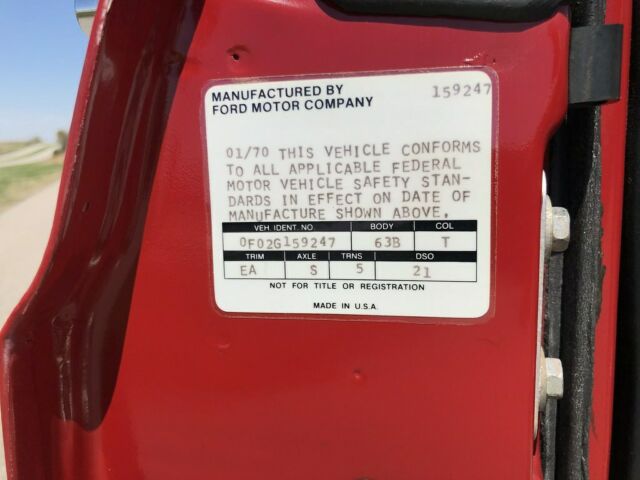 MANUFACTURED BY 159247
FORD MOTOR COMPANY
01/70 THIS VEHICLE CONFORMS
TO ALL APPLICABLE FEDERAL
MOTOR VEHICLE SAFETY STAN-
DARDS IN EFFECT ON DATE OF
MANUFACTURE SHOWN ABOVE.
VEH IDENT. NO BODY COL
0F02G159247 63B T
TRIM AXLE TRNS DSO
EA S 5 21
NOT FOR TITLE OR REGISTRATION
MADE IN U.S.A.